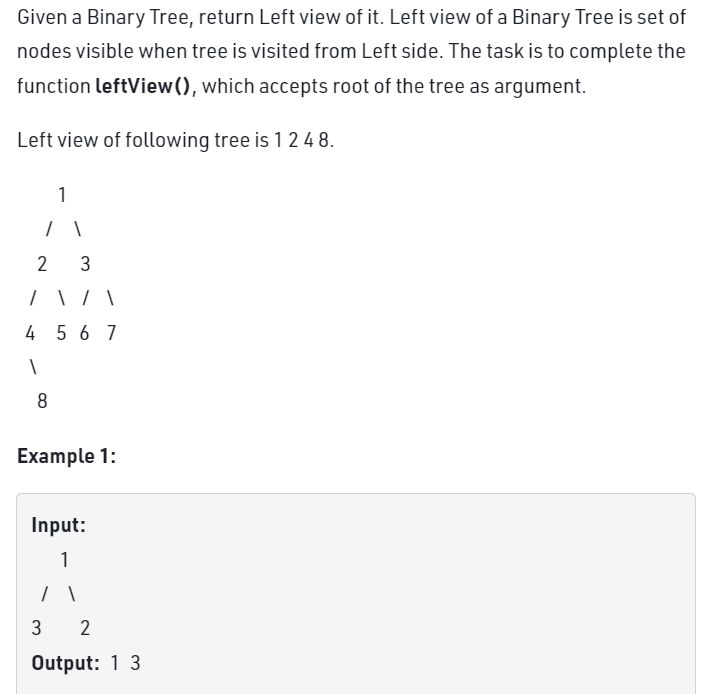 Given a Binary Tree, return Left view of it. Left view of a Binary Tree is set of
nodes visible when tree is visited from Left side. The task is to complete the
function leftView(), which accepts root of the tree as argument.
Left view of following tree is 1 2 4 8.
1
/ \
2 3
/ \ / \
4 5 6 7
\
8
Example 1:
Input:
1
/ \
3 2
Output: 1 3